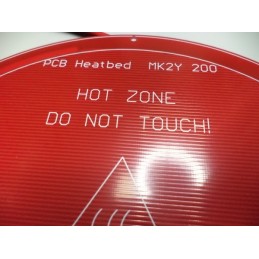 PCB Heatbed MK2Y 200
HOT ZONE
DO NOT TOUCH!